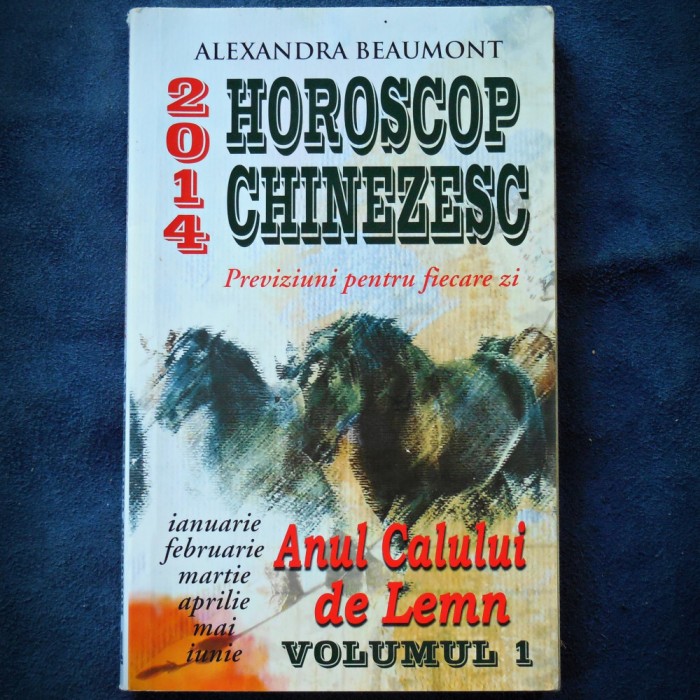 ALEXANDRA BEAUMONT
2014
HOROSCOP
CHINEZESC
Previziuni pentru fiecare zi
ianuarie
februarie
martie
aprilie
mai
iunie
Anul Calului
de Lemn
VOLUMUL 1